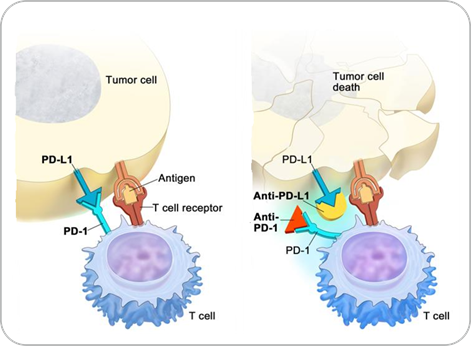 Tumor cell
PD-L1
Antigen
T cell receptor
PD-1
T cell
Tumor cell
death
PD-L1
Anti-PD-L1
Anti-
PD-1
PD-1
T cell